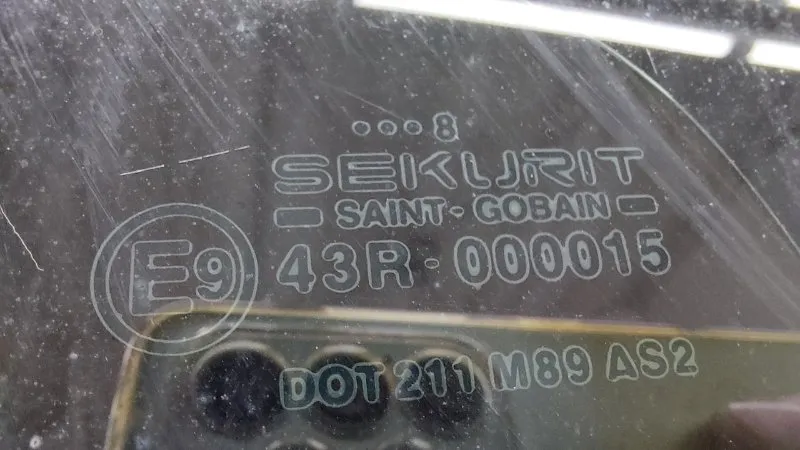 ●●●8
SEKURIT
SAINT-GOBAIN
E9 43R-000015
DOT 211 M89 AS2